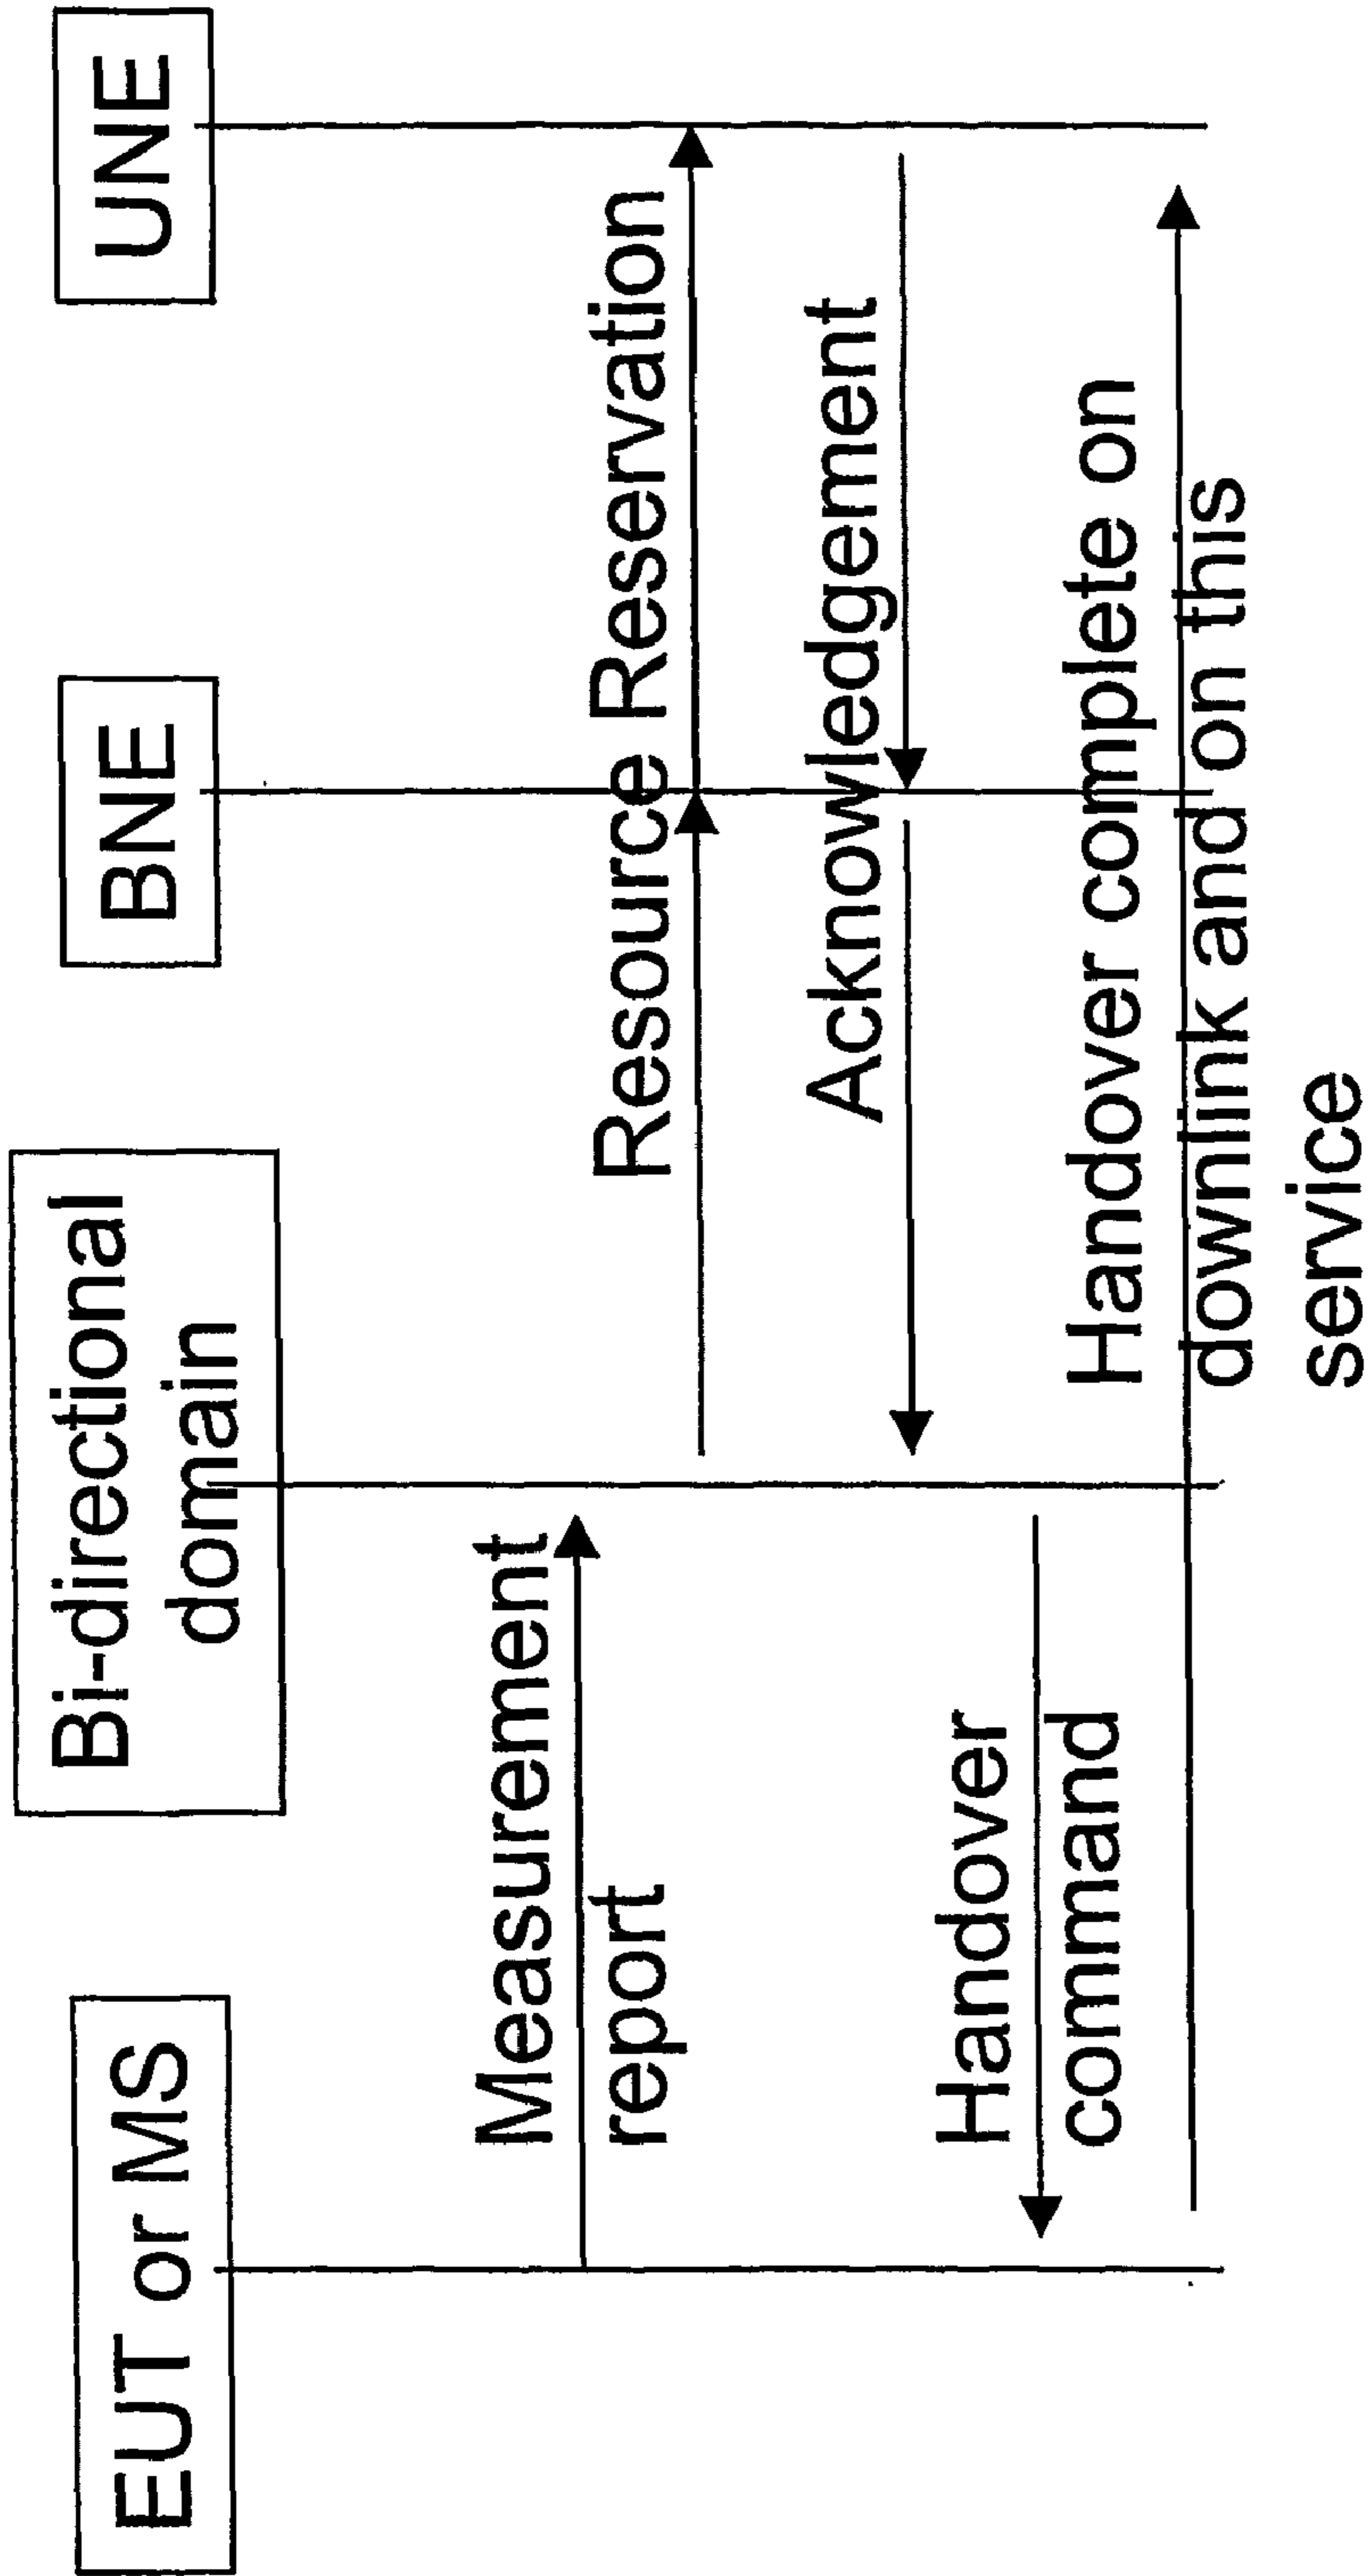 EUT or MS
Bi-directional
domain
BNE
UNE
Measurement
report
Resource Reservation
Acknowledgement
Handover
command
Handover complete on
downlink and on this
service